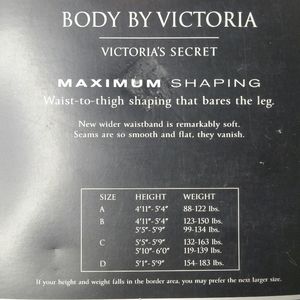 BODY BY VICTORIA
VICTORIA'S SECRET
MAXIMUM SHAPING
Waist-to-thigh shaping that bares the leg.
New wider waistband is remarkably soft.
Seams are so smooth and flat, they vanish.
SIZE HEIGHT WEIGHT
A 4'11"- 5'4" 88-122 lbs.
B 4'11"- 5'4" 123-150 lbs.
5'5"- 5'9" 99-134 lbs.
C 5'5"- 5'9" 132-163 lbs.
5'10"- 6'0" 119-139 lbs.
D 5'1"- 5'9" 154-183 lbs.
If your height and weight falls in the border area, you may prefer the next larger size.